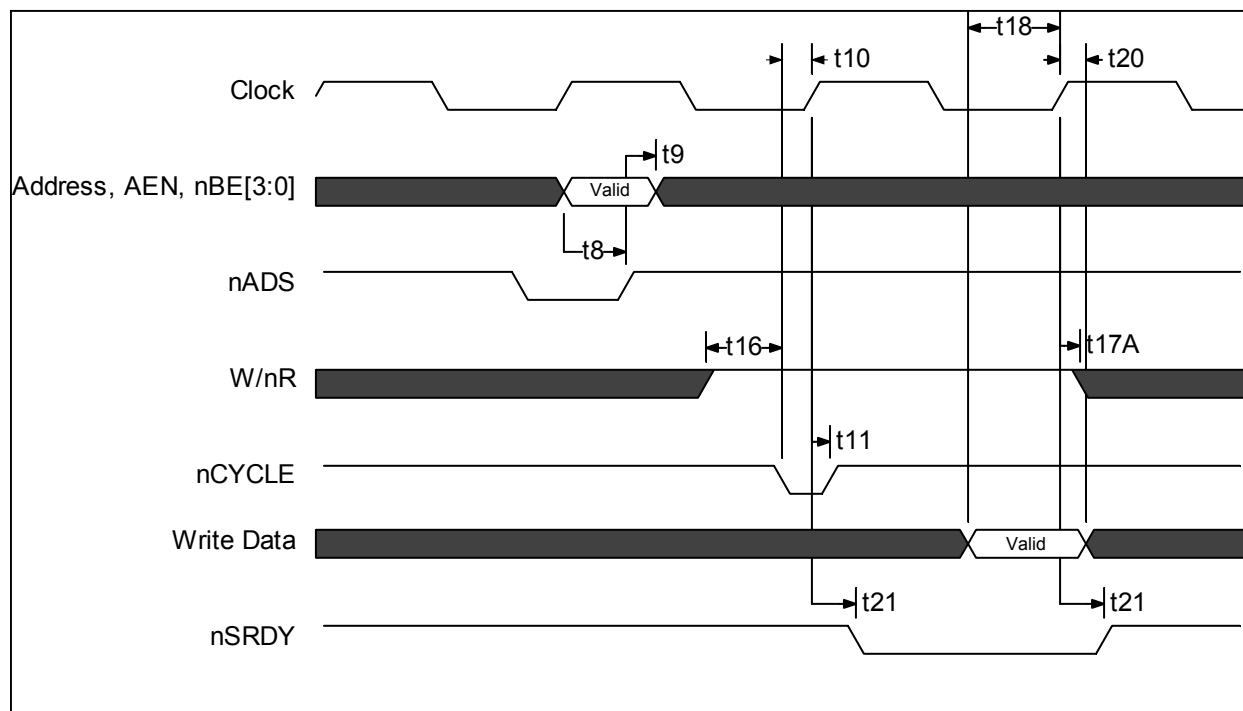 t18
t10
t20
Clock
t9
Address, AEN, nBE[3:0]
Valid
t8
nADS
t16
t17A
W/nR
t11
nCYCLE
Write Data
Valid
t21
t21
nSRDY